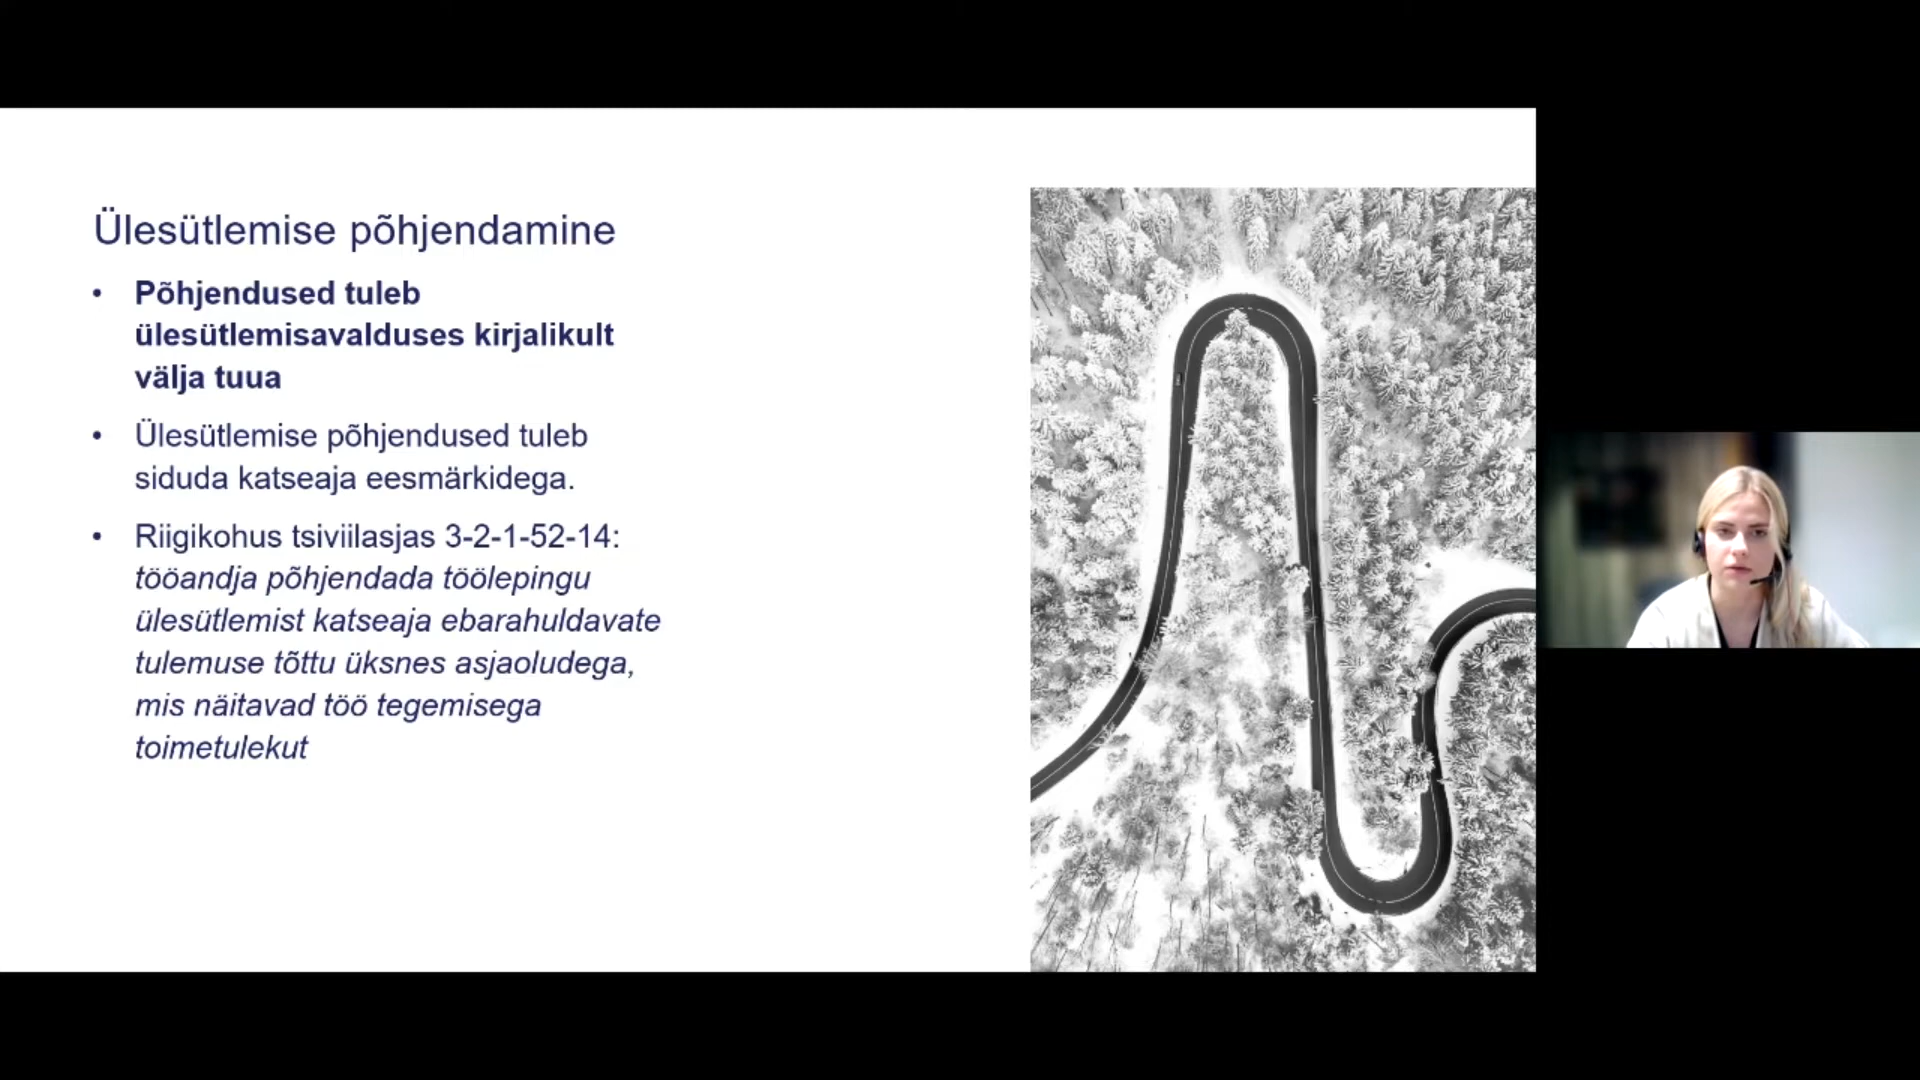 Ülesütlemise põhjendamine
• Põhjendused tuleb
ülesütlemisavalduses kirjalikult
välja tuua
• Ülesütlemise põhjendused tuleb
siduda katseaja eesmärkidega.
• Riigikohus tsiviilasjas 3-2-1-52-14:
tööandja põhjendada töölepingu
ülesütlemist katseaja ebarahuldavate
tulemuse tõttu üksnes asjaoludega,
mis näitavad töö tegemisega
toimetulekut